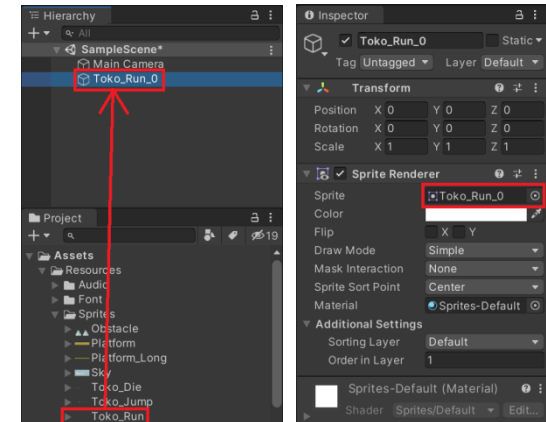 Hierarchy
All
SampleScene*
Main Camera
Toko_Run_0
Project
19
Assets
Resources
Audio
Font
Sprites
Obstacle
Platform
Platform_Long
Sky
Toko_Die
Toko_Jump
Toko_Run
Inspector
Toko_Run_0 Static
Tag Untagged Layer Default
Transform
Position X 0 Y 0 Z 0
Rotation X 0 Y 0 Z 0
Scale X 1 Y 1 Z 1
Sprite Renderer
Sprite Toko_Run_0
Color
Flip X Y
Draw Mode Simple
Mask Interaction None
Sprite Sort Point Center
Material Sprites-Default
Additional Settings
Sorting Layer Default
Order in Layer 1
Sprites-Default (Material)
Shader Sprites/Default Edit...